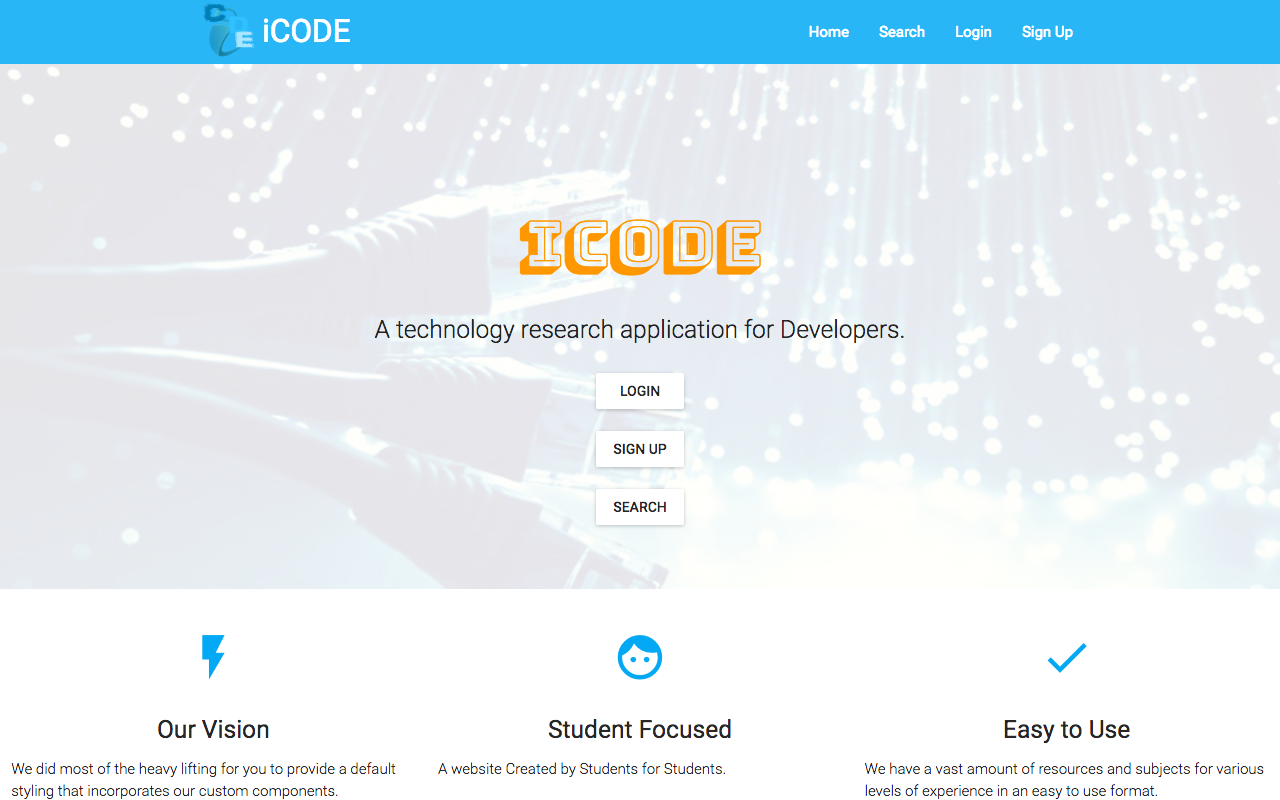 CDE iCODE
Home Search Login Sign Up
ICODE
A technology research application for Developers.
LOGIN
SIGN UP
SEARCH
Our Vision
We did most of the heavy lifting for you to provide a default
styling that incorporates our custom components.
Student Focused
A website Created by Students for Students.
Easy to Use
We have a vast amount of resources and subjects for various
levels of experience in an easy to use format.